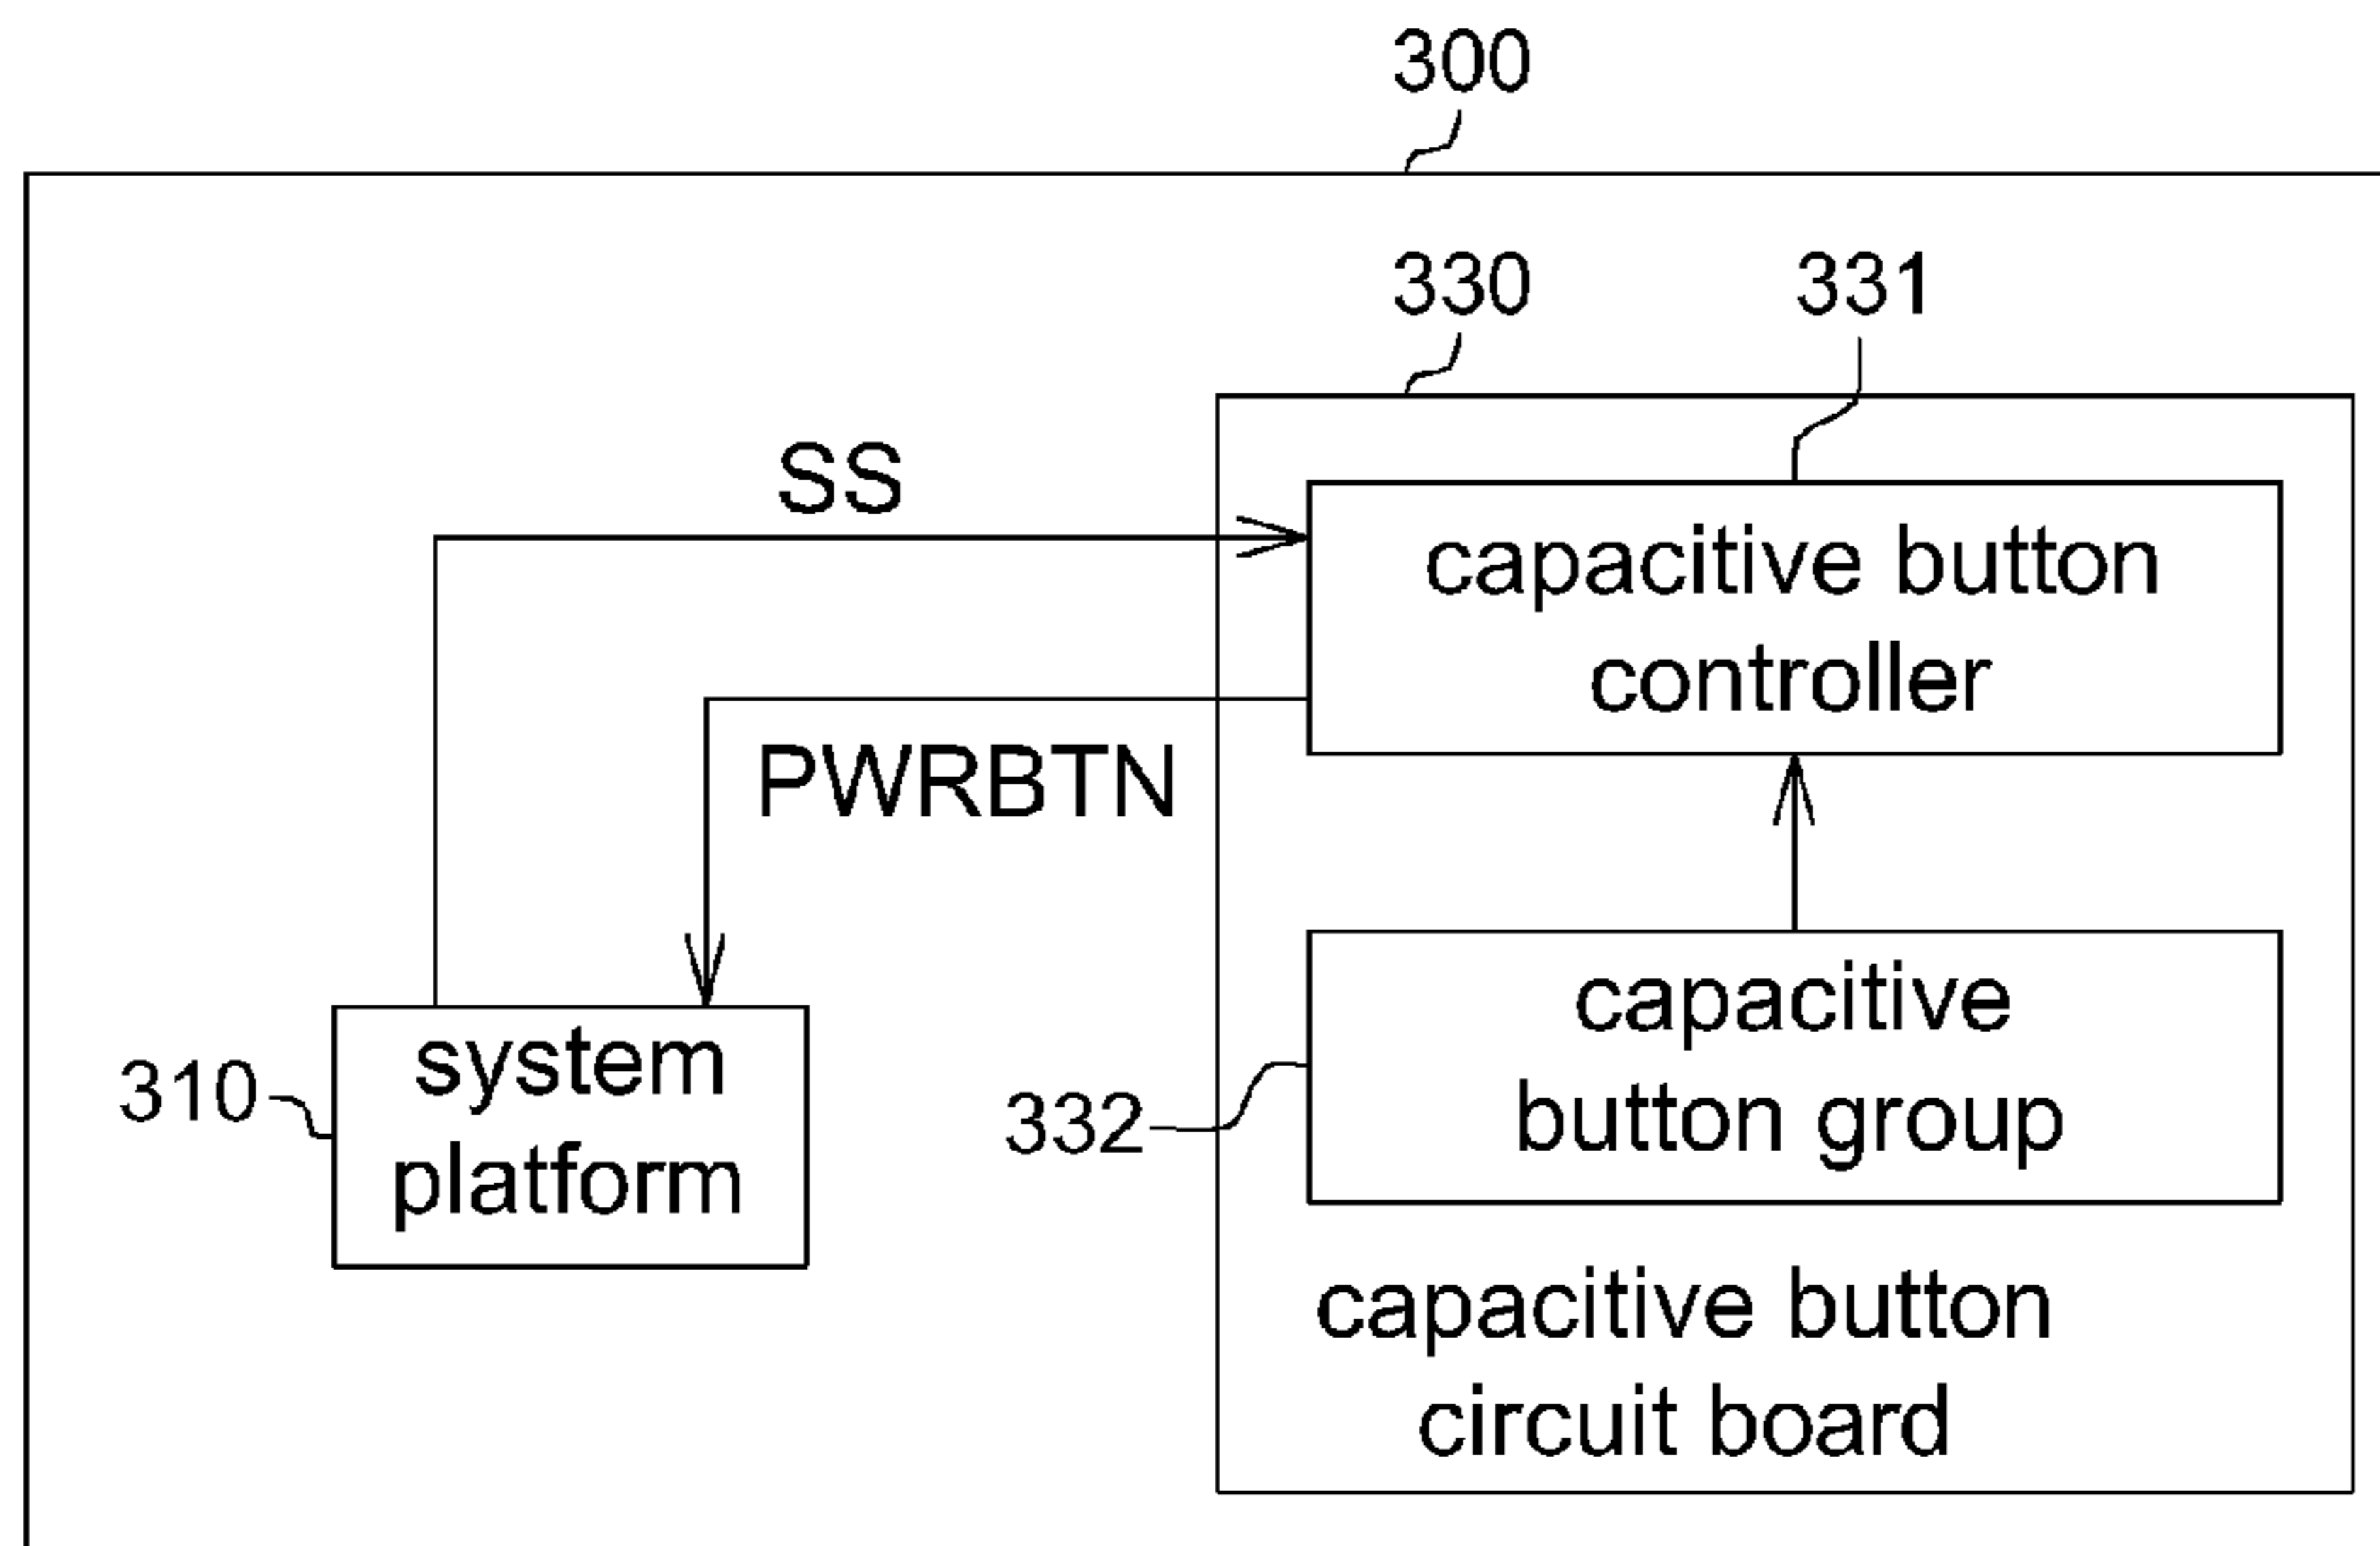 300
330
331
SS
capacitive button
controller
PWRBTN
capacitive
button group
310
system
platform
332
capacitive button
circuit board